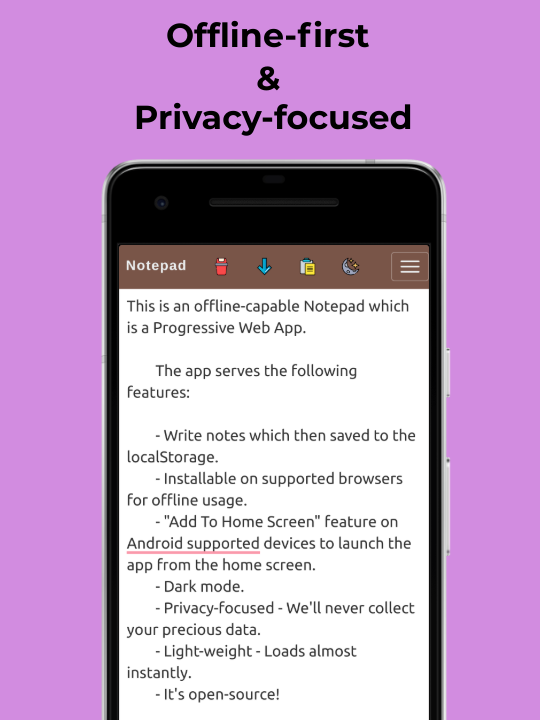 Offline-first
&
Privacy-focused
Notepad
This is an offline-capable Notepad which
is a Progressive Web App.
The app serves the following
features:
- Write notes which then saved to the
localStorage.
- Installable on supported browsers
for offline usage.
- "Add To Home Screen" feature on
Android supported devices to launch the
app from the home screen.
- Dark mode.
- Privacy-focused - We'll never collect
your precious data.
- Light-weight - Loads almost
instantly.
- It's open-source!